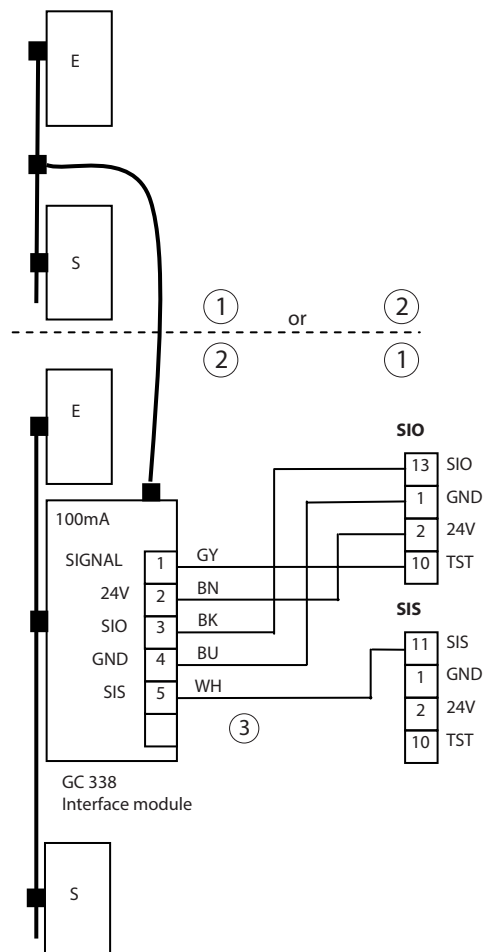 E
S
① or ②
② ①
E
SIO
13 SIO
1 GND
2 24V
10 TST
100mA
SIGNAL 1 GY
24V 2 BN
SIO 3 BK
GND 4 BU
SIS 5 WH
③
SIS
11 SIS
1 GND
2 24V
10 TST
GC 338
Interface module
S